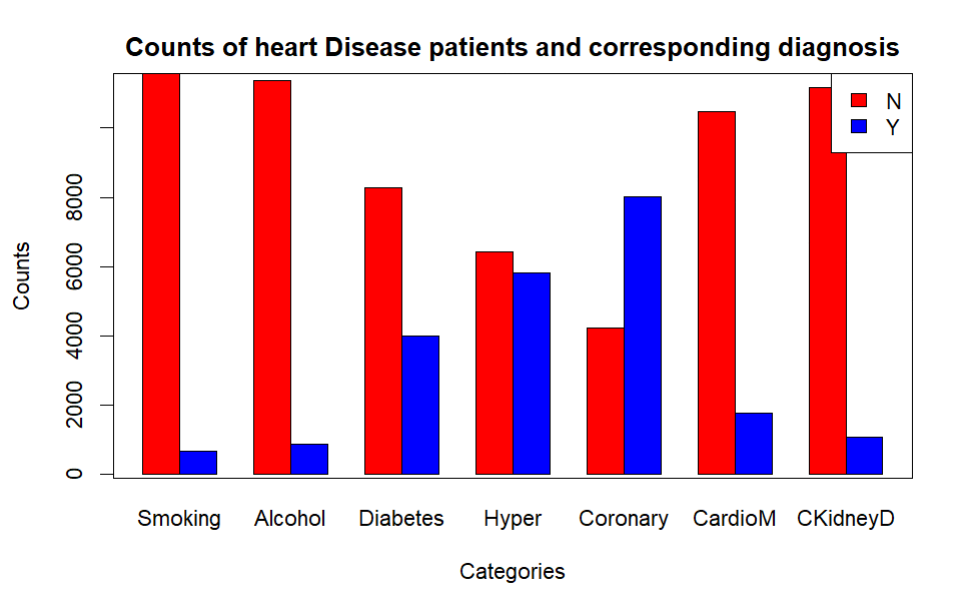 Counts of heart Disease patients and corresponding diagnosis
N
Y
8000
6000
4000
2000
0
Counts
Smoking Alcohol Diabetes Hyper Coronary CardioM CKidneyD
Categories